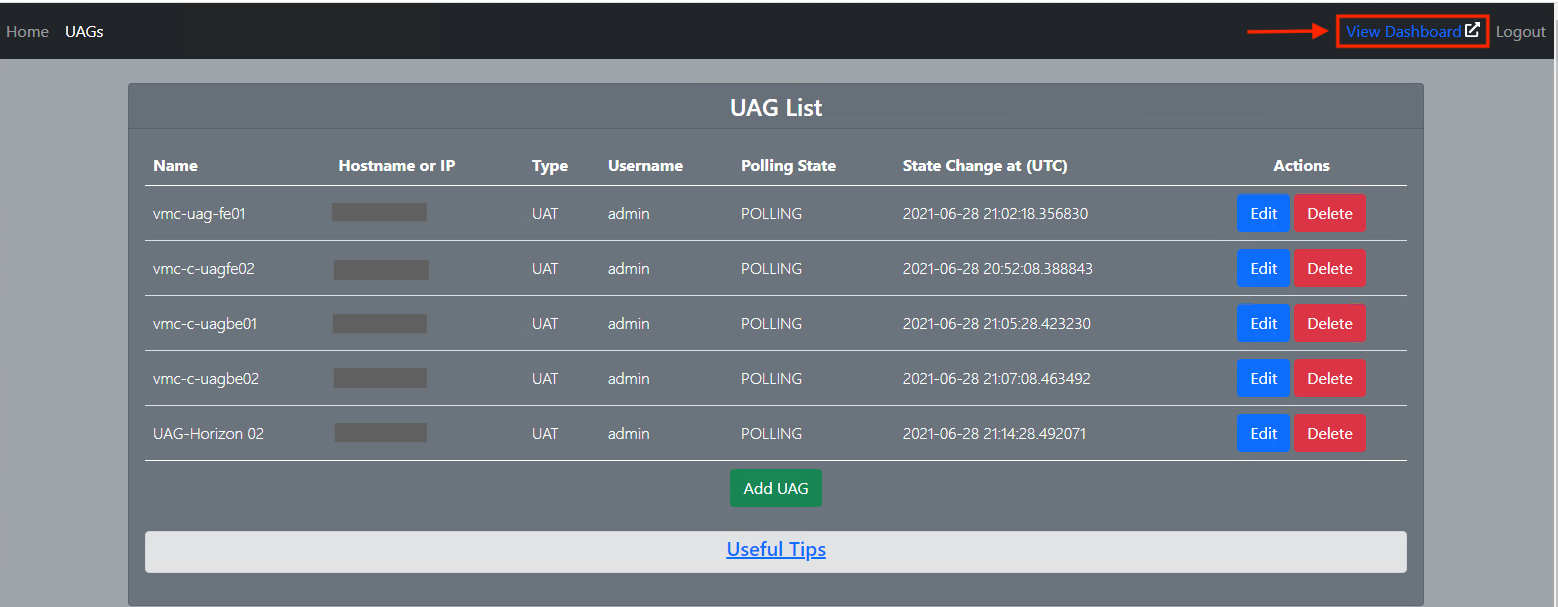 Home UAGs View Dashboard Logout
UAG List
Name Hostname or IP Type Username Polling State State Change at (UTC) Actions
vmc-uag-fe01 UAT admin POLLING 2021-06-28 21:02:18.356830 Edit Delete
vmc-c-uagfe02 UAT admin POLLING 2021-06-28 20:52:08.388843 Edit Delete
vmc-c-uagbe01 UAT admin POLLING 2021-06-28 21:05:28.423230 Edit Delete
vmc-c-uagbe02 UAT admin POLLING 2021-06-28 21:07:08.463492 Edit Delete
UAG-Horizon 02 UAT admin POLLING 2021-06-28 21:14:28.492071 Edit Delete
Add UAG
Useful Tips